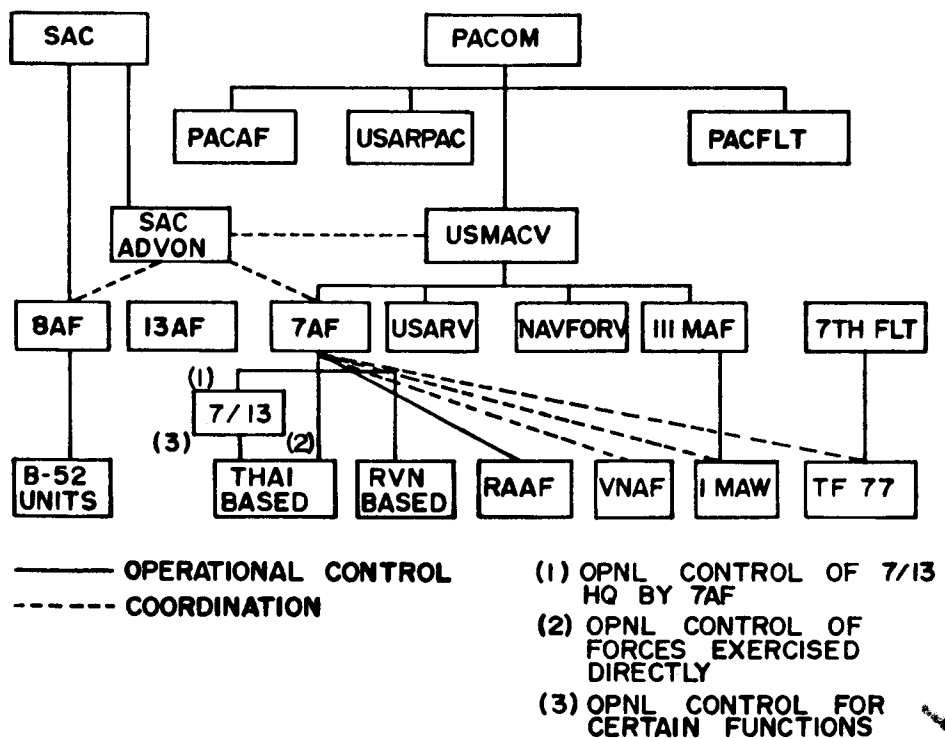 SAC
PACOM
PACAF
USARPAC
PACFLT
SAC
ADVON
USMACV
8AF
13AF
7AF
USARV
NAVFORV
III MAF
7TH FLT
(1)
7/13
(3)
(2)
B-52
UNITS
THAI
BASED
RVN
BASED
RAAF
VNAF
I MAW
TF 77
OPERATIONAL CONTROL
COORDINATION
(1) OPNL CONTROL OF 7/13
HQ BY 7AF
(2) OPNL CONTROL OF
FORCES EXERCISED
DIRECTLY
(3) OPNL CONTROL FOR
CERTAIN FUNCTIONS